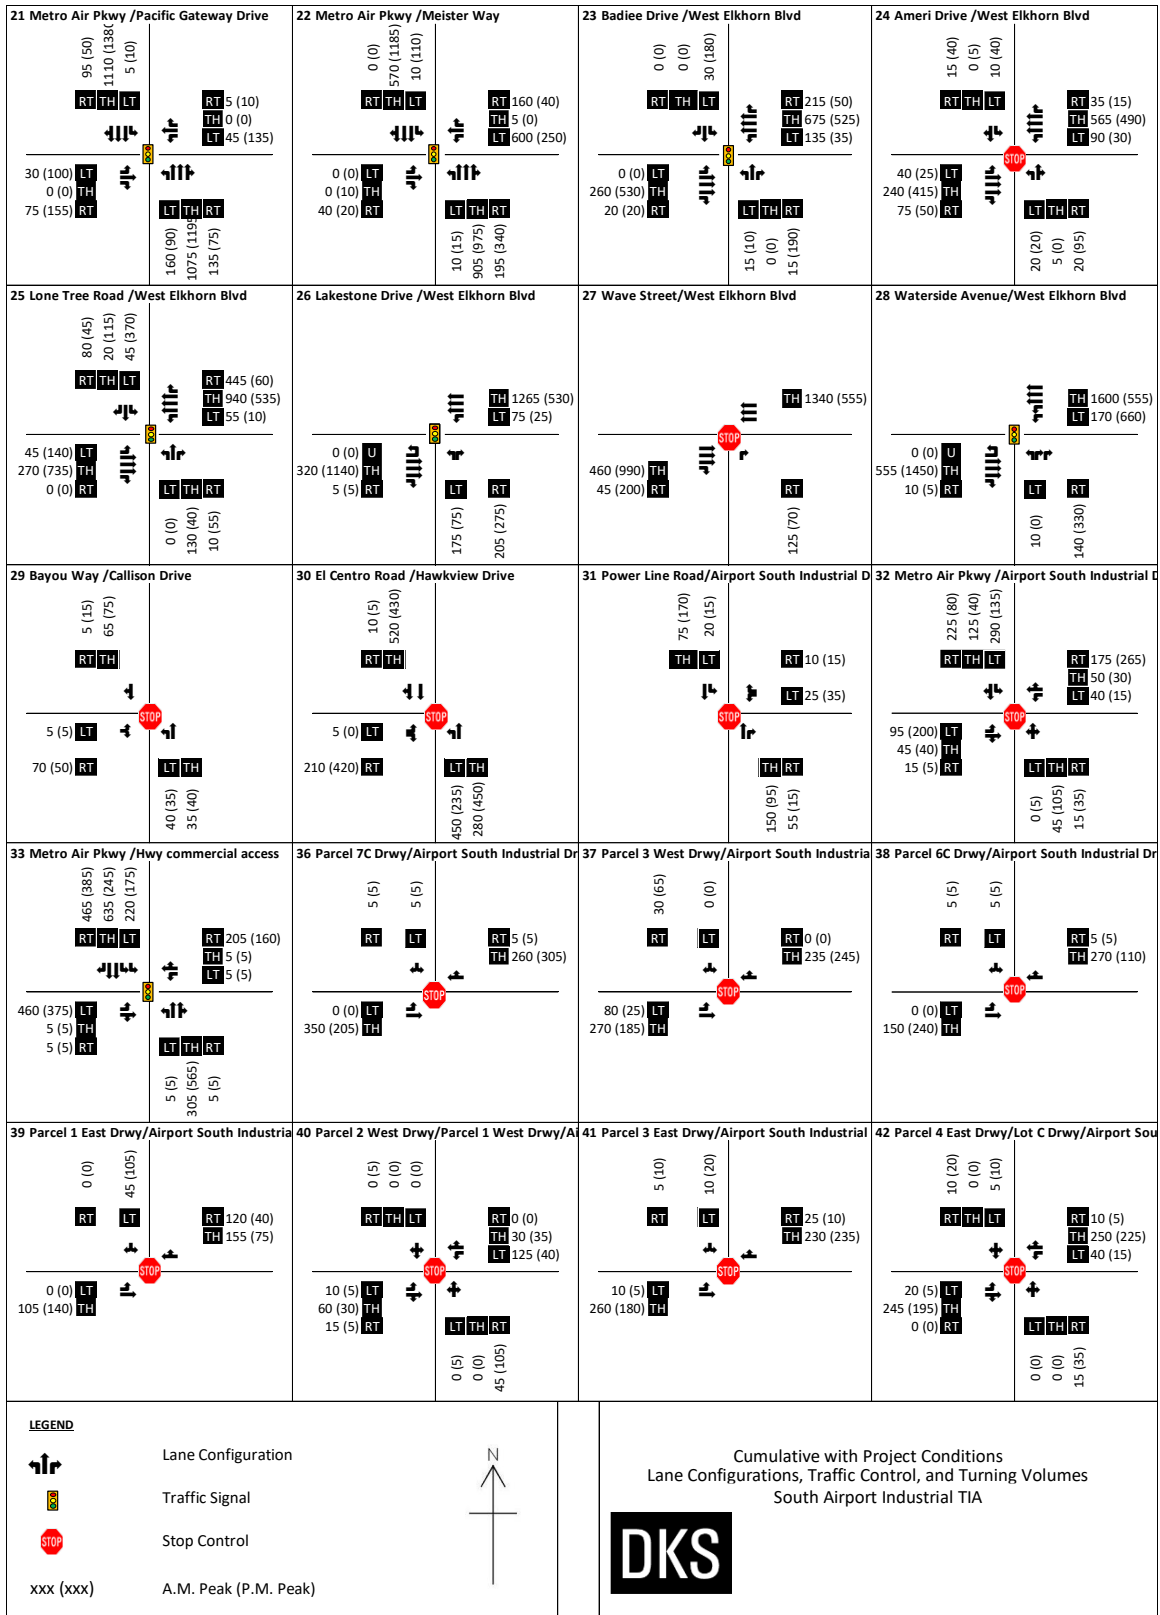 21 Metro Air Pkwy /Pacific Gateway Drive
95 (50)
1110 (1380
5 (10)
RT TH LT
RT 5 (10)
TH 0 (0)
LT 45 (135)
30 (100) LT
0 (0) TH
75 (155) RT
LT TH RT
160 (90)
1075 (1195
135 (75)
22 Metro Air Pkwy /Meister Way
0 (0)
570 (1185)
10 (110)
RT TH LT
RT 160 (40)
TH 5 (0)
LT 600 (250)
0 (0) LT
0 (10) TH
40 (20) RT
LT TH RT
10 (15)
905 (975)
195 (340)
23 Badiee Drive /West Elkhorn Blvd
0 (0)
0 (0)
30 (180)
RT TH LT
RT 215 (50)
TH 675 (525)
LT 135 (35)
0 (0) LT
260 (530) TH
20 (20) RT
LT TH RT
15 (10)
0 (0)
15 (190)
24 Ameri Drive /West Elkhorn Blvd
15 (40)
0 (5)
10 (40)
RT TH LT
RT 35 (15)
TH 565 (490)
LT 90 (30)
STOP
40 (25) LT
240 (415) TH
75 (50) RT
LT TH RT
20 (20)
5 (0)
20 (95)
25 Lone Tree Road /West Elkhorn Blvd
80 (45)
20 (115)
45 (370)
RT TH LT
RT 445 (60)
TH 940 (535)
LT 55 (10)
45 (140) LT
270 (735) TH
0 (0) RT
LT TH RT
0 (0)
130 (40)
10 (55)
26 Lakestone Drive /West Elkhorn Blvd
TH 1265 (530)
LT 75 (25)
0 (0) U
320 (1140) TH
5 (5) RT
LT RT
175 (75)
205 (275)
27 Wave Street/West Elkhorn Blvd
TH 1340 (555)
STOP
460 (990) TH
45 (200) RT
RT
125 (70)
28 Waterside Avenue/West Elkhorn Blvd
TH 1600 (555)
LT 170 (660)
0 (0) U
555 (1450) TH
10 (5) RT
LT RT
10 (0)
140 (330)
29 Bayou Way /Callison Drive
5 (15)
65 (75)
RT TH
STOP
5 (5) LT
70 (50) RT
LT TH
40 (35)
35 (40)
30 El Centro Road /Hawkview Drive
10 (5)
520 (430)
RT TH
STOP
5 (0) LT
210 (420) RT
LT TH
450 (235)
280 (450)
31 Power Line Road/Airport South Industrial D
75 (170)
20 (15)
TH LT
RT 10 (15)
LT 25 (35)
STOP
TH RT
150 (95)
55 (15)
32 Metro Air Pkwy /Airport South Industrial D
225 (80)
125 (40)
290 (135)
RT TH LT
RT 175 (265)
TH 50 (30)
LT 40 (15)
STOP
95 (200) LT
45 (40) TH
15 (5) RT
LT TH RT
0 (5)
45 (105)
15 (35)
33 Metro Air Pkwy /Hwy commercial access
465 (385)
635 (245)
220 (175)
RT TH LT
RT 205 (160)
TH 5 (5)
LT 5 (5)
460 (375) LT
5 (5) TH
5 (5) RT
LT TH RT
5 (5)
305 (565)
5 (5)
36 Parcel 7C Drwy/Airport South Industrial Dr
5 (5)
5 (5)
RT LT
RT 5 (5)
TH 260 (305)
STOP
0 (0) LT
350 (205) TH
37 Parcel 3 West Drwy/Airport South Industria
30 (65)
0 (0)
RT LT
RT 0 (0)
TH 235 (245)
STOP
80 (25) LT
270 (185) TH
38 Parcel 6C Drwy/Airport South Industrial Dr
5 (5)
5 (5)
RT LT
RT 5 (5)
TH 270 (110)
STOP
0 (0) LT
150 (240) TH
39 Parcel 1 East Drwy/Airport South Industria
0 (0)
45 (105)
RT LT
RT 120 (40)
TH 155 (75)
STOP
0 (0) LT
105 (140) TH
40 Parcel 2 West Drwy/Parcel 1 West Drwy/Ai
0 (5)
0 (0)
0 (0)
RT TH LT
RT 0 (0)
TH 30 (35)
LT 125 (40)
STOP
10 (5) LT
60 (30) TH
15 (5) RT
LT TH RT
0 (5)
0 (0)
45 (105)
41 Parcel 3 East Drwy/Airport South Industrial
5 (10)
10 (20)
RT LT
RT 25 (10)
TH 230 (235)
STOP
10 (5) LT
260 (180) TH
42 Parcel 4 East Drwy/Lot C Drwy/Airport Sou
10 (20)
0 (0)
5 (10)
RT TH LT
RT 10 (5)
TH 250 (225)
LT 40 (15)
STOP
20 (5) LT
245 (195) TH
0 (0) RT
LT TH RT
0 (0)
0 (0)
15 (35)
LEGEND
Lane Configuration
Traffic Signal
STOP Stop Control
xxx (xxx) A.M. Peak (P.M. Peak)
N
Cumulative with Project Conditions
Lane Configurations, Traffic Control, and Turning Volumes
South Airport Industrial TIA
DKS